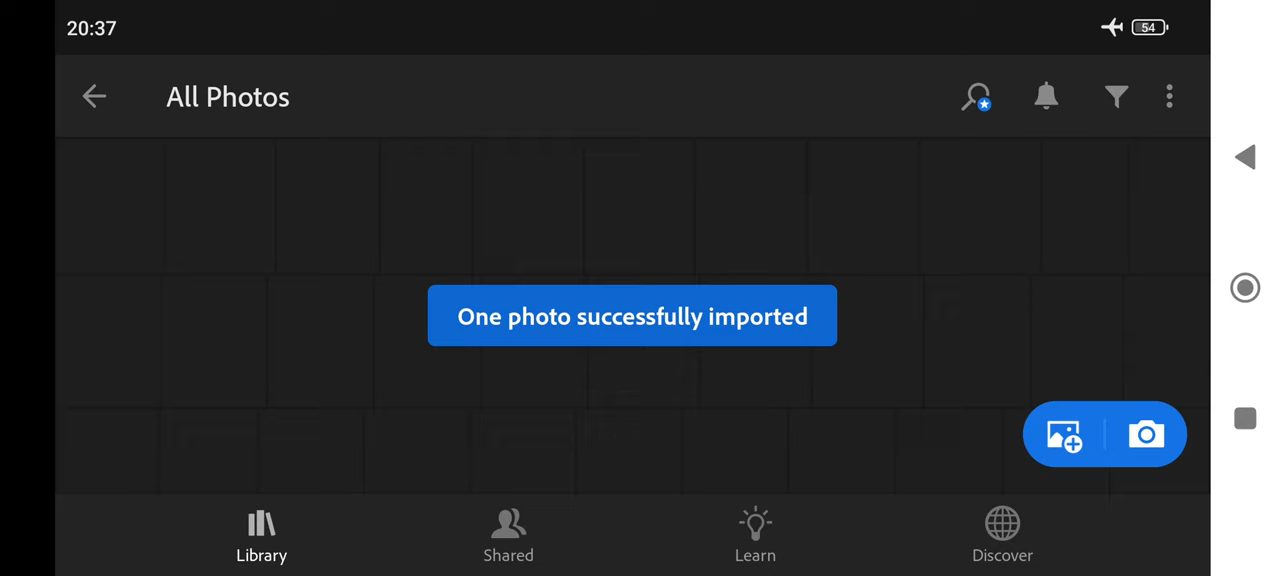 20:37
54
All Photos
One photo successfully imported
Library
Shared
Learn
Discover